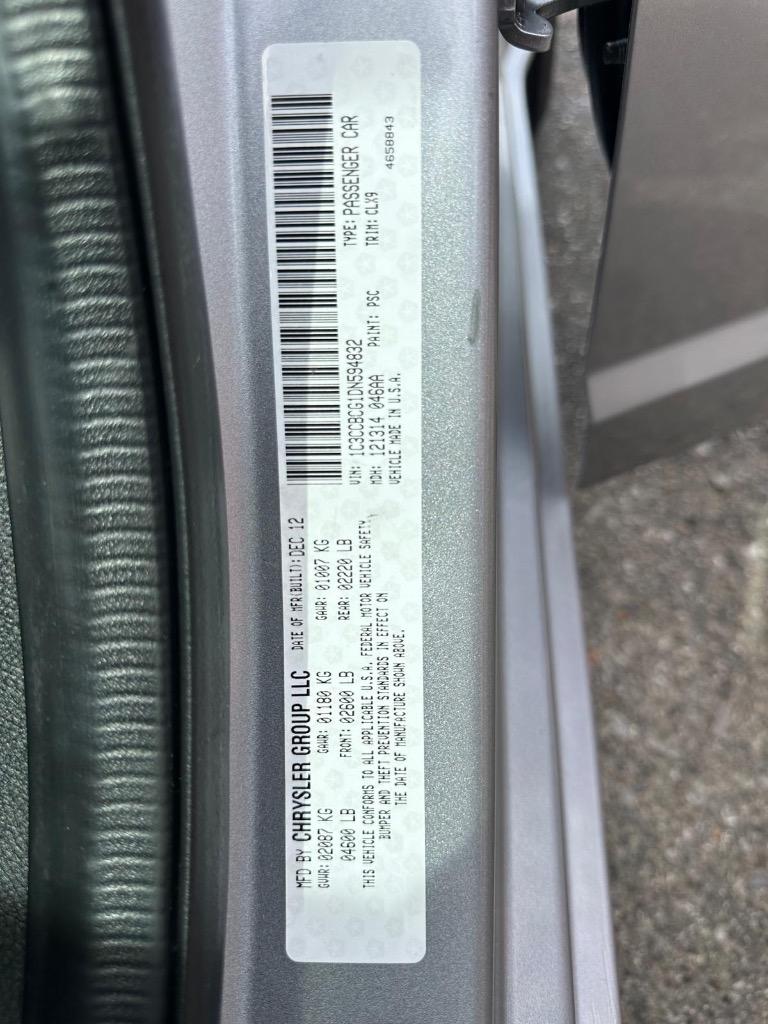 MFD BY CHRYSLER GROUP LLC DATE OF MFR(BUILT): DEC 12
GVWR: 02087 KG GAWR: 01180 KG GAWR: 01007 KG
04600 LB FRONT: 02600 LB REAR: 02220 LB
THIS VEHICLE CONFORMS TO ALL APPLICABLE U.S.A. FEDERAL MOTOR VEHICLE SAFETY,
BUMPER AND THEFT PREVENTION STANDARDS IN EFFECT ON
THE DATE OF MANUFACTURE SHOWN ABOVE.
VIN: 1C3CCBCG1DN594832 TYPE: PASSENGER CAR
MDH: 121314 046AA PAINT: PSC TRIM: CLX9
VEHICLE MADE IN U.S.A. 4658843